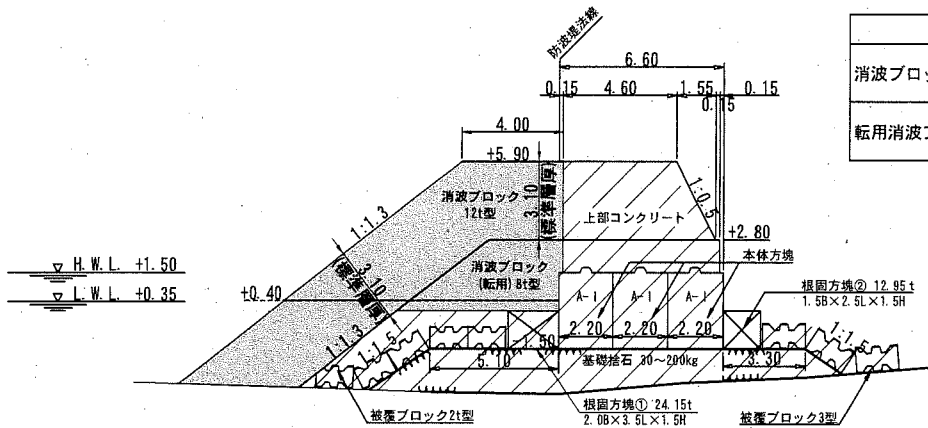 防波堤法線
6.60
0.15 4.60 1.55 0.15
0.15
4.00
+5.90
消波ブロッ
転用消波ブ
消波ブロック
12t型
3.10
(標準層厚)
上部コンクリート
1:0.5
1:1.3
+2.80
3.10
(標準層厚)
消波ブロック
(転用) 8t型
本体方塊
H.W.L. +1.50
L.W.L. +0.35
+0.40
A-1 A-1 A-1
根固方塊② 12.95t
1.5B×2.5L×1.5H
2.20 2.20 2.20
1:1.3
1:1.5
1.50
1:1.5
5.10
基礎捨石 30~200kg
3.30
被覆ブロック2t型
根固方塊① 24.15t
2.0B×3.5L×1.5H
被覆ブロック3型